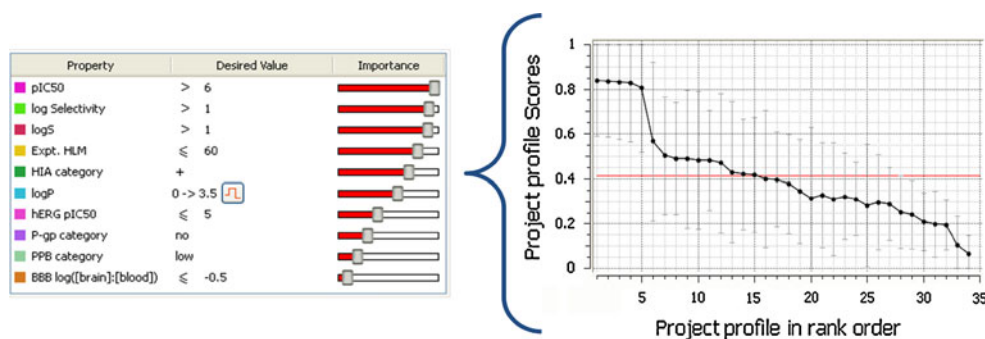 Property Desired Value Importance
pIC50 > 6
log Selectivity > 1
logS > 1
Expt. HLM ≤ 60
HIA category +
logP 0 -> 3.5
hERG pIC50 ≤ 5
P-gp category no
PPB category low
BBB log([brain]:[blood]) ≤ -0.5
Project profile Scores
1
0.8
0.6
0.4
0.2
0
5 10 15 20 25 30 35
Project profile in rank order